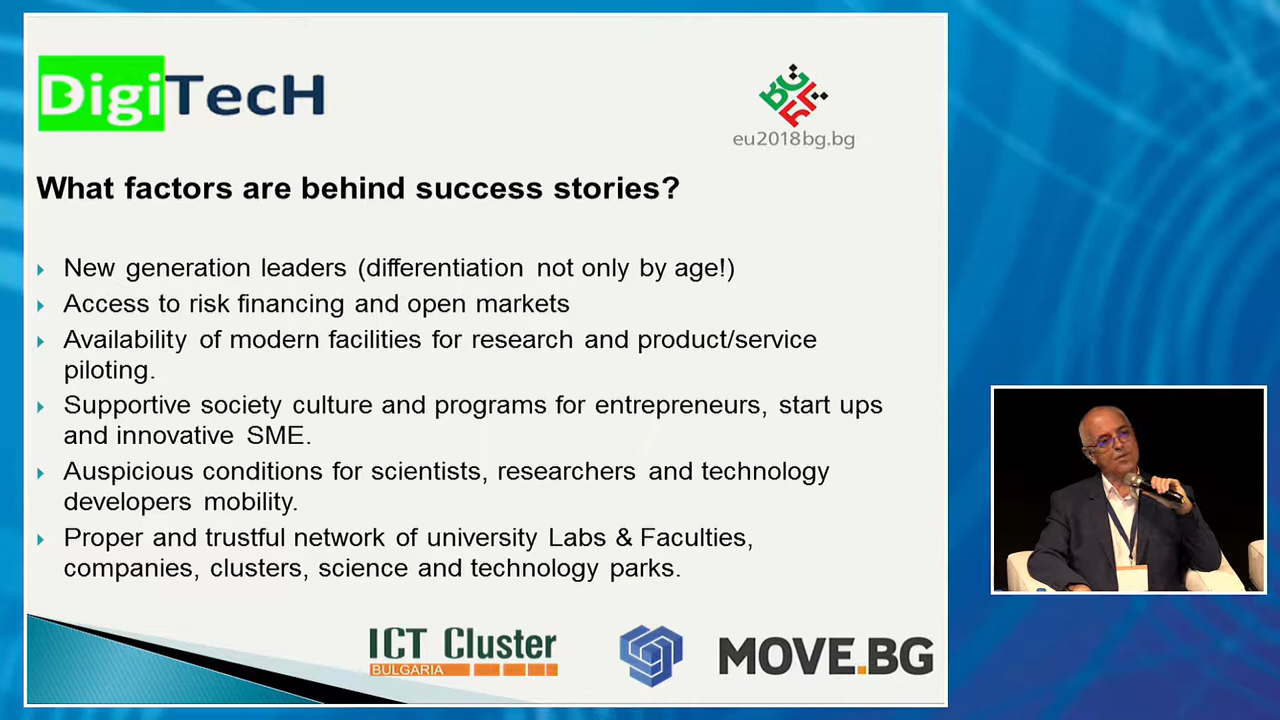 DigiTecH
eu2018bg.bg
What factors are behind success stories?
New generation leaders (differentiation not only by age!)
Access to risk financing and open markets
Availability of modern facilities for research and product/service
piloting.
Supportive society culture and programs for entrepreneurs, start ups
and innovative SME.
Auspicious conditions for scientists, researchers and technology
developers mobility.
Proper and trustful network of university Labs & Faculties,
companies, clusters, science and technology parks.
ICT Cluster
BULGARIA
MOVE.BG